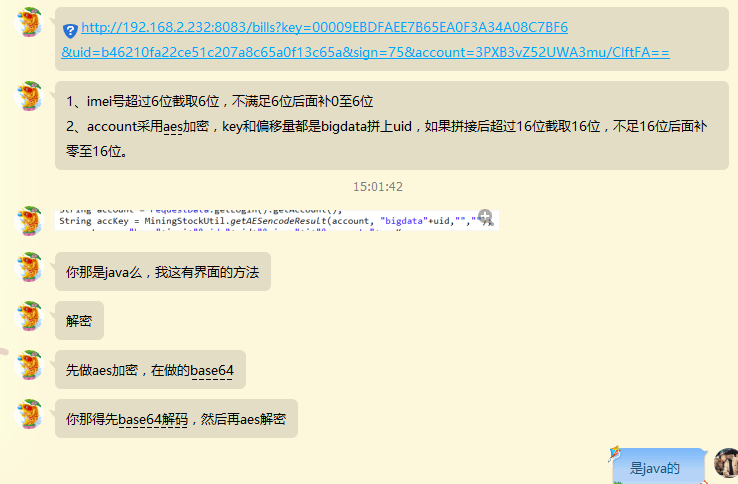 http://192.168.2.232:8083/bills?key=00009EBDFAEE7B65EA0F3A34A08C7BF6
&uid=b46210fa22ce51c207a8c65a0f13c65a&sign=75&account=3PXB3vZ52UWA3mu/ClftFA==
1、imei号超过6位截取6位，不满足6位后面补0至6位
2、account采用aes加密，key和偏移量都是bigdata拼上uid，如果拼接后超过16位截取16位，不足16位后面补
零至16位。
15:01:42
String account = requestData.getLogin().getAccount();
String accKey = MiningStockUtil.getAESencodeResult(account, "bigdata"+uid,"","
你那是java么，我这有界面的方法
解密
先做aes加密，在做的base64
你那得先base64解码，然后再aes解密
是java的